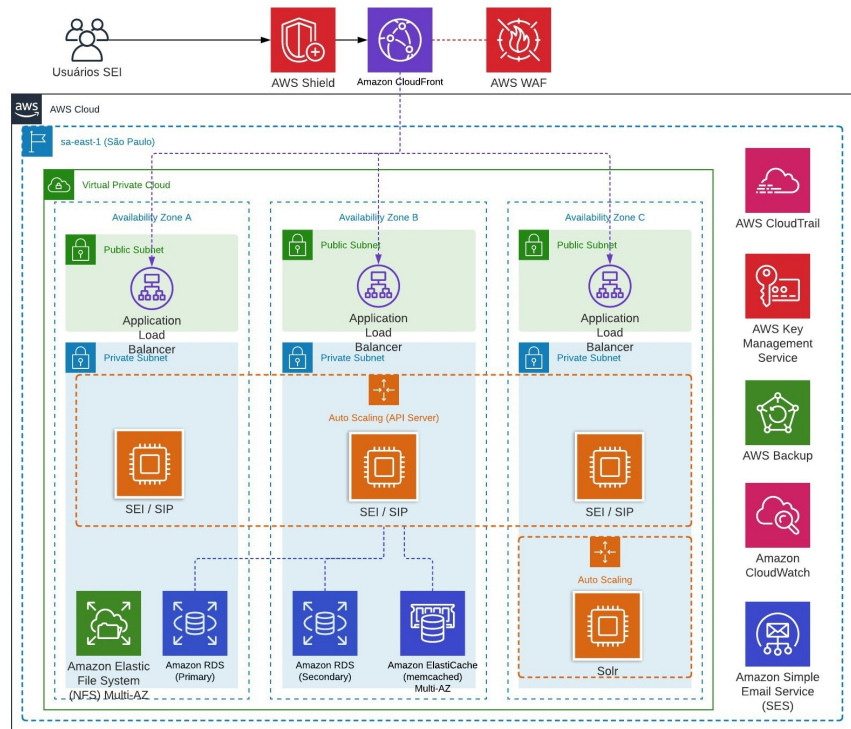 Usuários SEI
AWS Shield
Amazon CloudFront
AWS WAF
aws
AWS Cloud
sa-east-1 (São Paulo)
Virtual Private Cloud
Availability Zone A
Availability Zone B
Availability Zone C
Public Subnet
Public Subnet
Public Subnet
Application
Load
Balancer
Application
Load
Balancer
Application
Load
Balancer
Private Subnet
Private Subnet
Private Subnet
Auto Scaling (API Server)
SEI / SIP
SEI / SIP
SEI / SIP
Auto Scaling
Solr
Amazon Elastic
File System
(NFS) Multi-AZ
Amazon RDS
(Primary)
Amazon RDS
(Secondary)
Amazon ElastiCache
(memcached)
Multi-AZ
AWS CloudTrail
AWS Key
Management
Service
AWS Backup
Amazon
CloudWatch
Amazon Simple
Email Service
(SES)